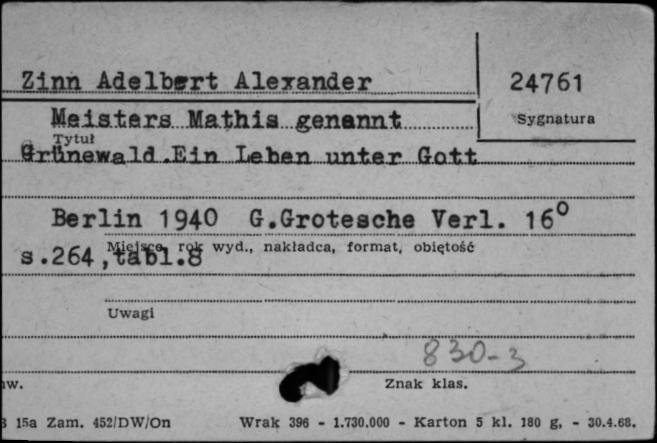 Zinn Adelbert Alexander
24761
Sygnatura
Meisters Mathis genannt
Tytuł
Grünewald.Ein Leben unter Gott
Berlin 1940 G.Grotesche Verl. 16°
Miejsce, rok wyd., nakładca, format, objętość
s.264,tabl.8
Uwagi
830-3
Znak klas.
15a Zam. 452/DW/On
Wrak 396 - 1.730.000 - Karton 5 kl. 180 g, - 30.4.68.